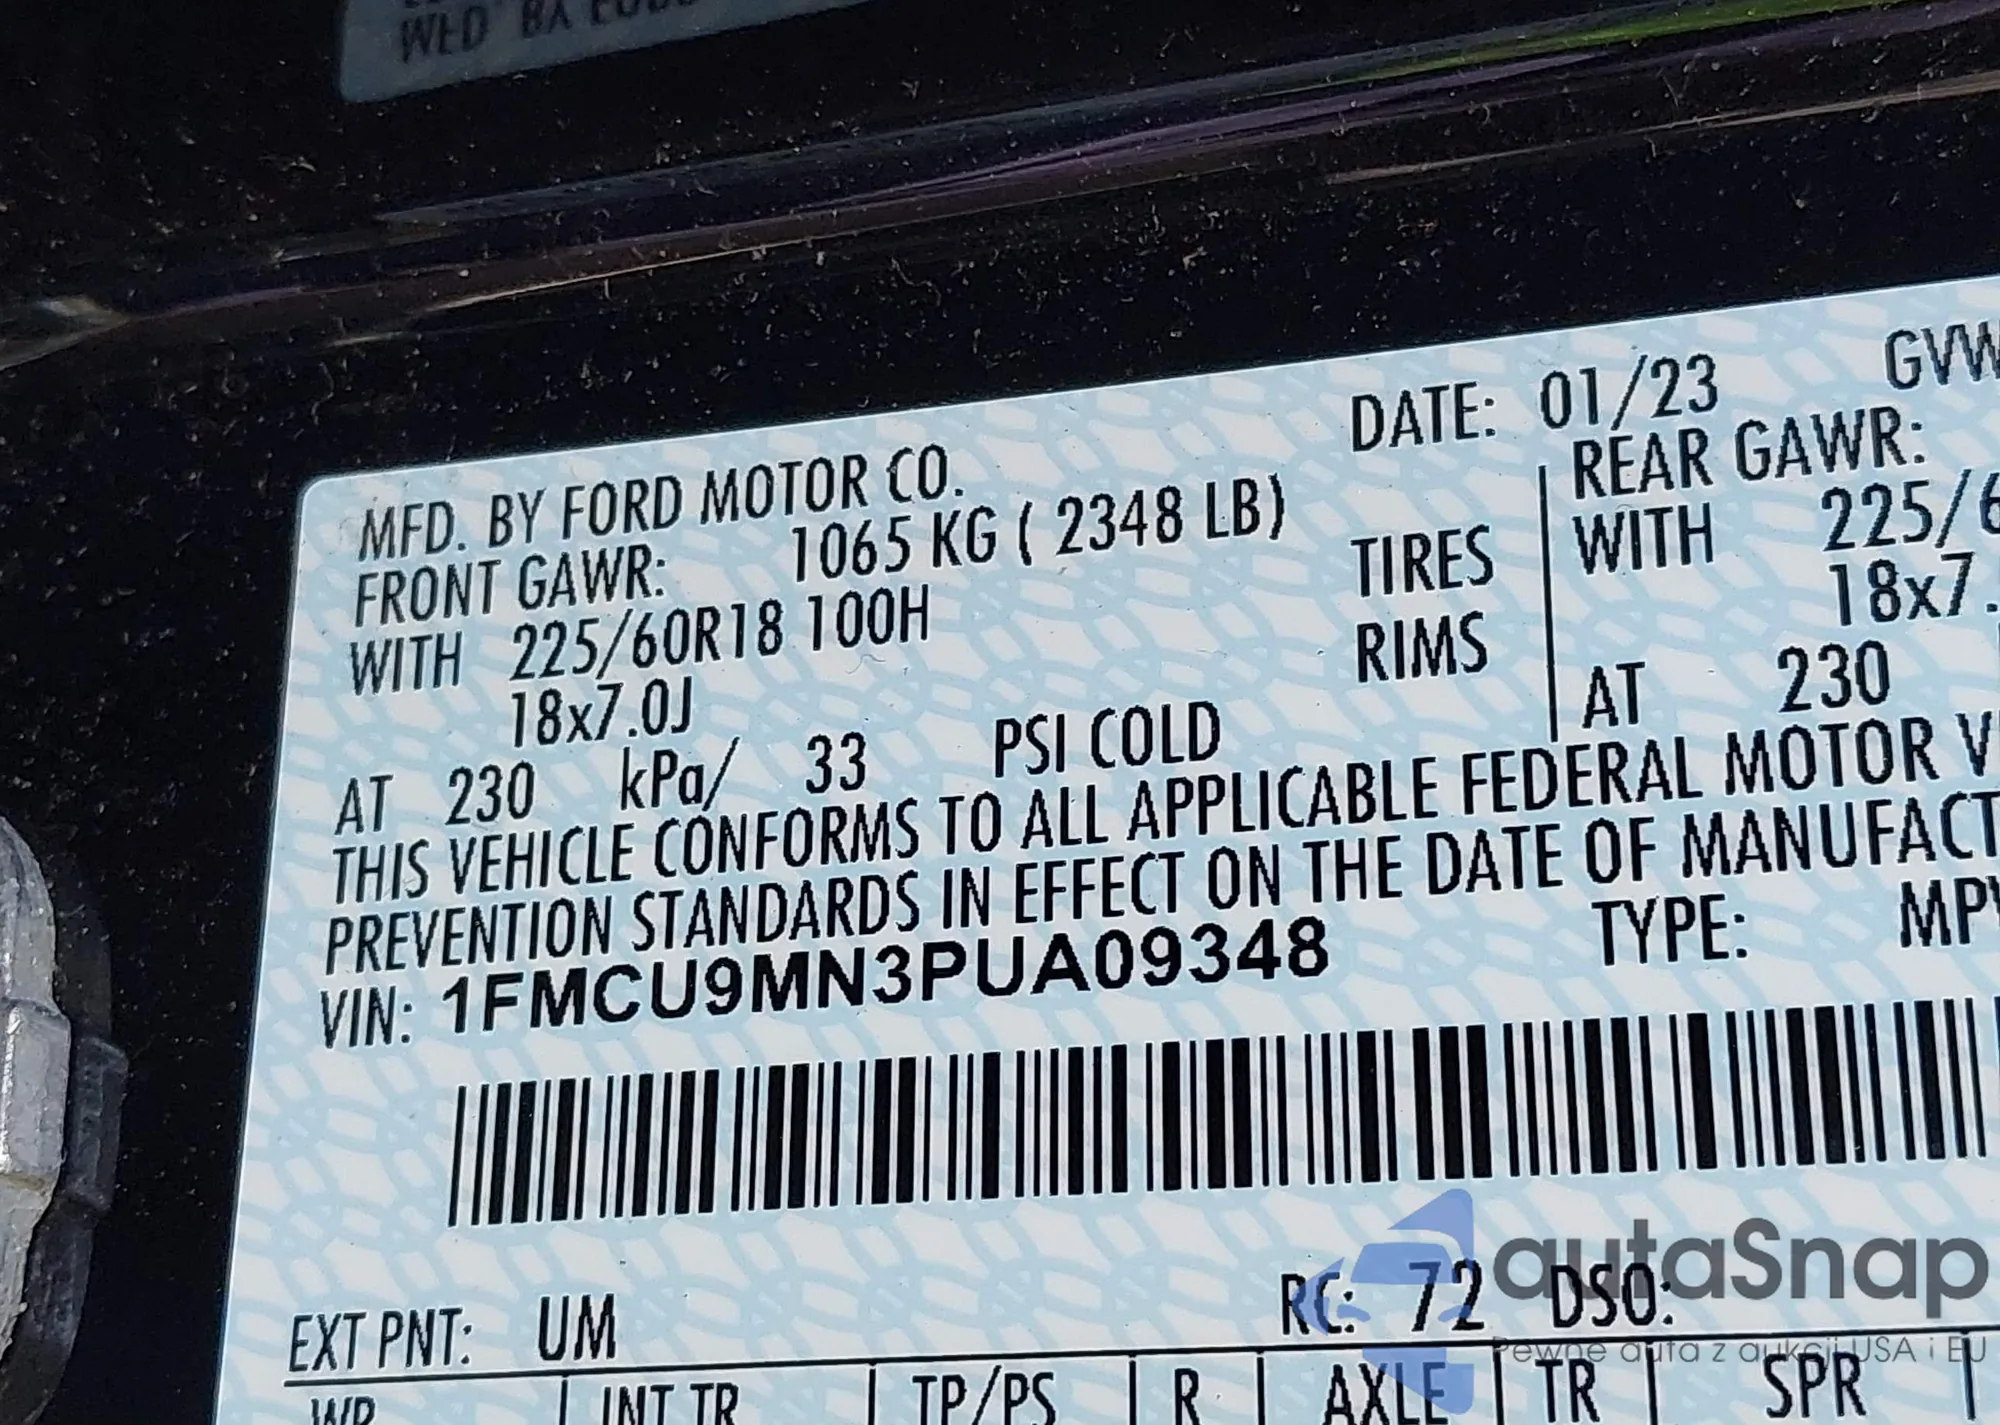 MFD. BY FORD MOTOR CO.
DATE: 01/23
FRONT GAWR: 1065 KG ( 2348 LB)
REAR GAWR:
WITH 225/60R18 100H
TIRES
WITH 225/6
18x7.0J
RIMS
18x7.
AT 230 kPa/ 33 PSI COLD
AT 230
THIS VEHICLE CONFORMS TO ALL APPLICABLE FEDERAL MOTOR V
PREVENTION STANDARDS IN EFFECT ON THE DATE OF MANUFACT
VIN: 1FMCU9MN3PUA09348
TYPE: MPV
EXT PNT: UM
RC: 72 DSO:
INT TR TP/PS R AXLE TR SPR
autaSnap
Pewne auta z aukcji USA i EU